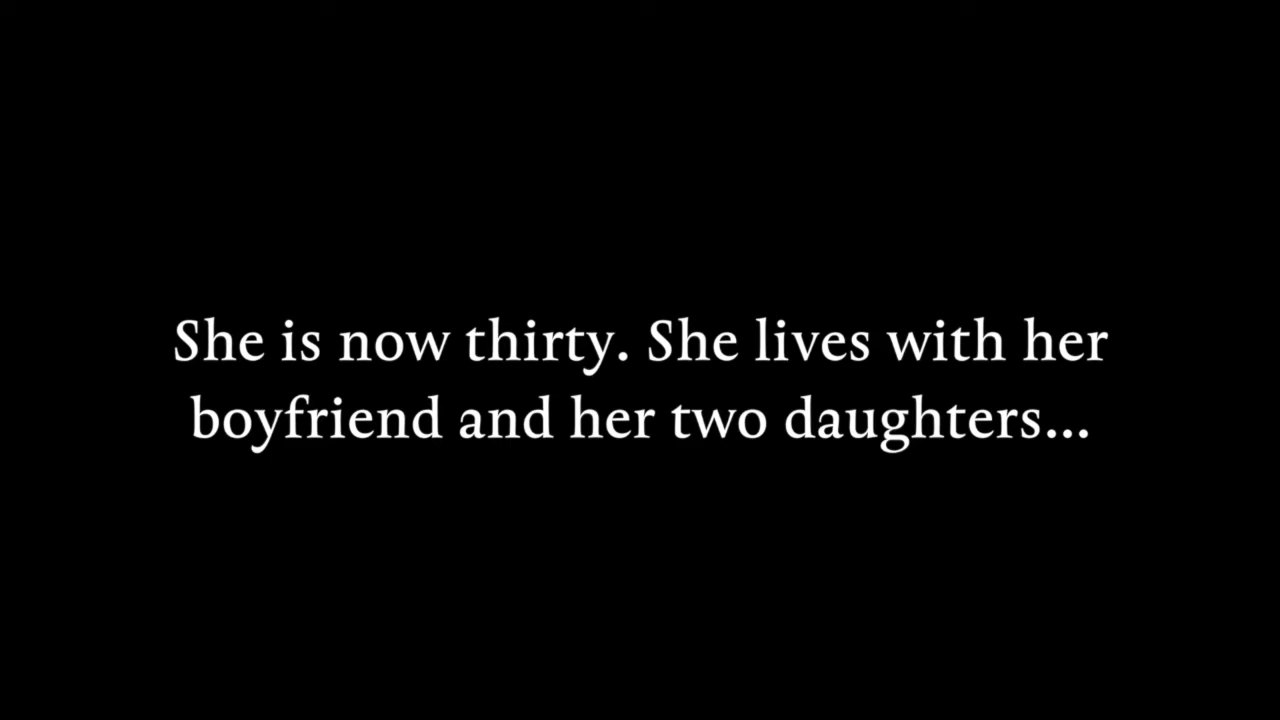 She is now thirty. She lives with her
boyfriend and her two daughters...